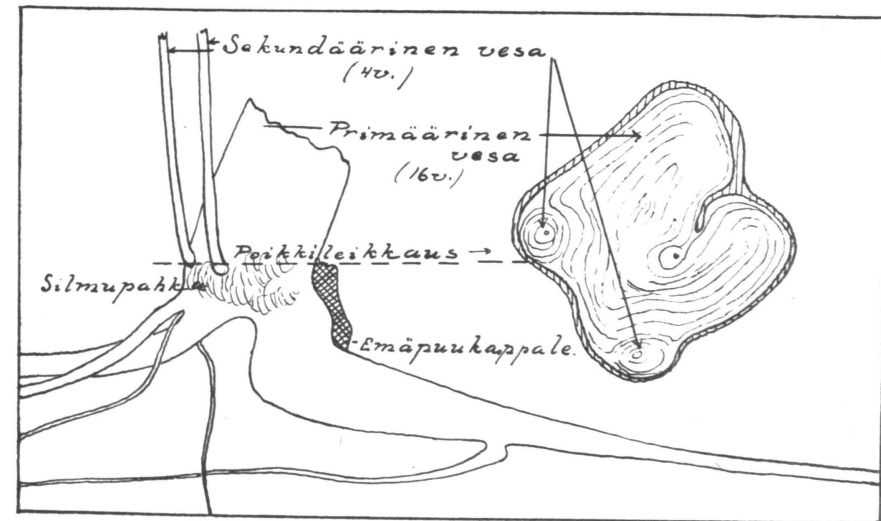 Sekundäärinen vesa
(4v.)
Primäärinen
vesa
(16v.)
Poikkileikkaus →
Silmupahka
Emäpuukappale.